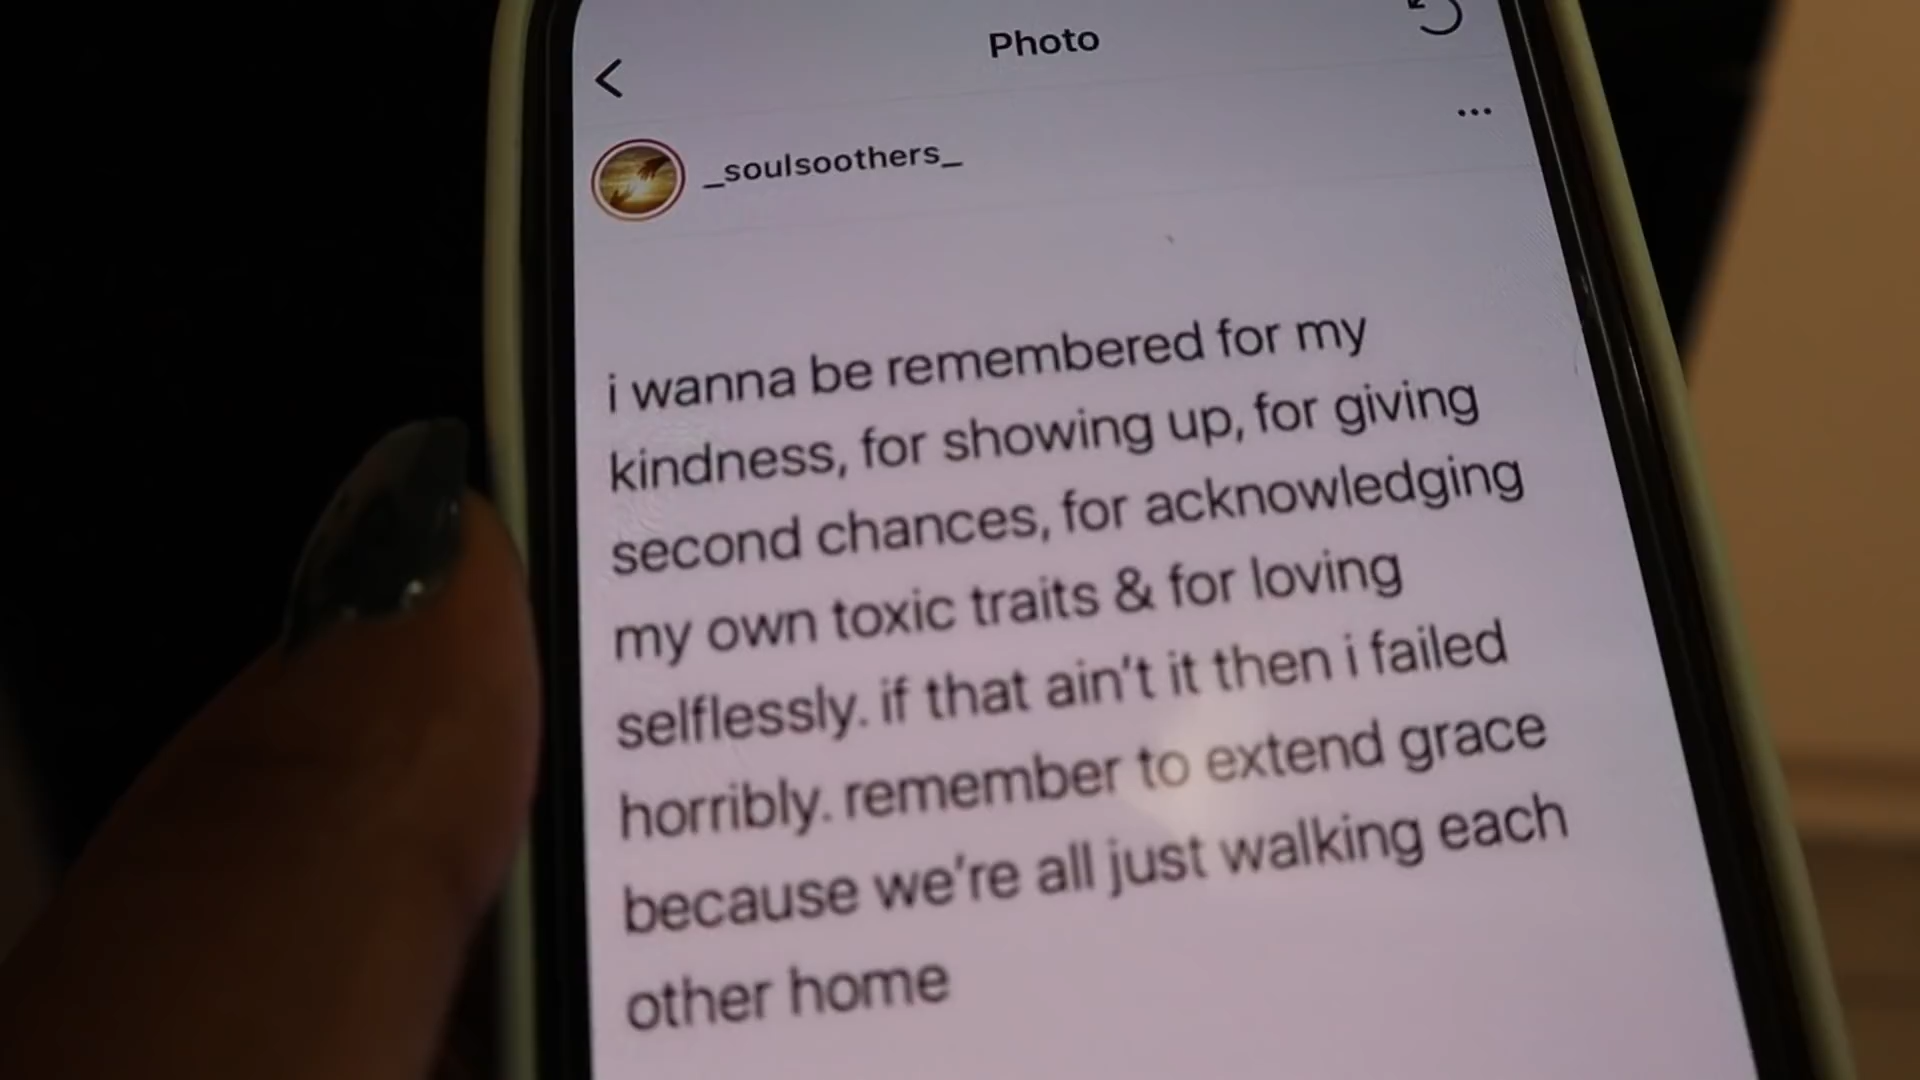 Photo
_soulsoothers_
i wanna be remembered for my
kindness, for showing up, for giving
second chances, for acknowledging
my own toxic traits & for loving
selflessly. if that ain't it then i failed
horribly. remember to extend grace
because we're all just walking each
other home